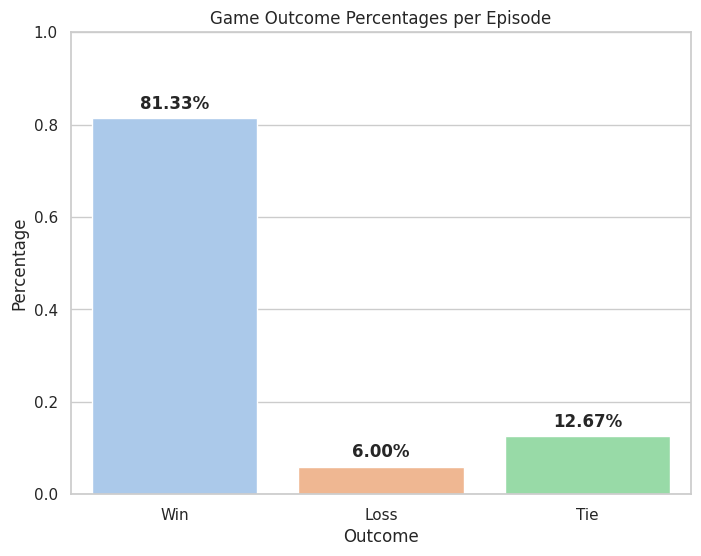 Game Outcome Percentages per Episode
1.0
0.8
0.6
0.4
0.2
0.0
Percentage
81.33%
6.00%
12.67%
Win
Loss
Tie
Outcome